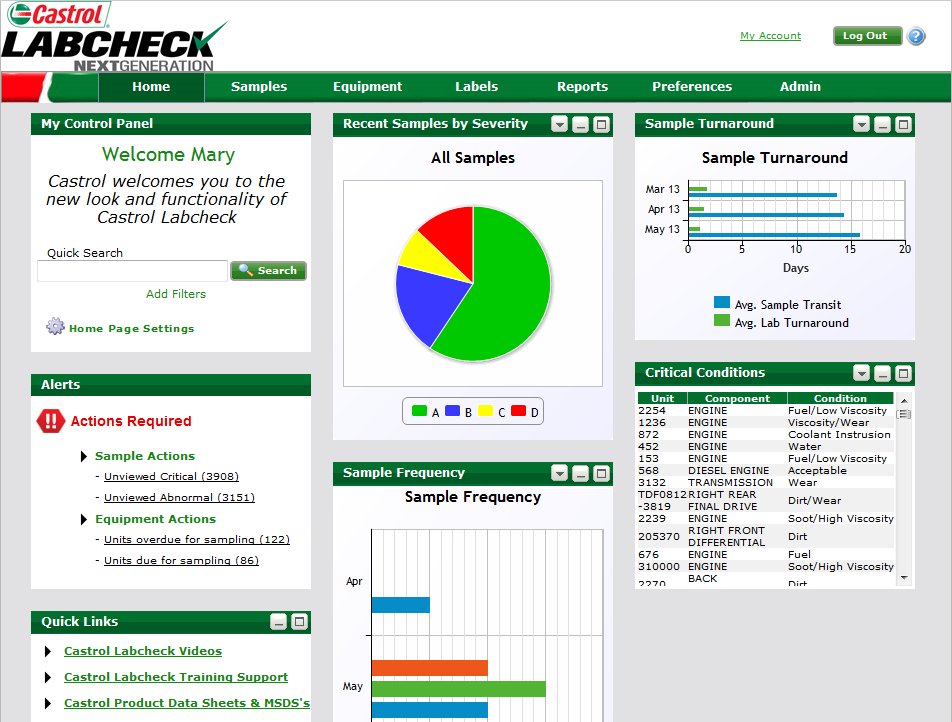 Castrol
LABCHECK
NEXTGENERATION
My Account
Log Out
?
Home Samples Equipment Labels Reports Preferences Admin
My Control Panel
Welcome Mary
Castrol welcomes you to the
new look and functionality of
Castrol Labcheck
Quick Search
Search
Add Filters
Home Page Settings
Alerts
!! Actions Required
Sample Actions
- Unviewed Critical (3908)
- Unviewed Abnormal (3151)
Equipment Actions
- Units overdue for sampling (122)
- Units due for sampling (86)
Quick Links
Castrol Labcheck Videos
Castrol Labcheck Training Support
Castrol Product Data Sheets & MSDS's
Recent Samples by Severity
All Samples
A B C D
Sample Frequency
Sample Frequency
Apr
May
Sample Turnaround
Sample Turnaround
Mar 13
Apr 13
May 13
0 5 10 15 20
Days
Avg. Sample Transit
Avg. Lab Turnaround
Critical Conditions
Unit Component Condition
2254 ENGINE Fuel/Low Viscosity
1236 ENGINE Viscosity/Wear
872 ENGINE Coolant Instrusion
452 ENGINE Water
153 ENGINE Fuel/Low Viscosity
568 DIESEL ENGINE Acceptable
3132 TRANSMISSION Wear
TDF0812 RIGHT REAR
-3819 FINAL DRIVE Dirt/Wear
2239 ENGINE Soot/High Viscosity
205370 RIGHT FRONT
DIFFERENTIAL Dirt
676 ENGINE Fuel
310000 ENGINE Soot/High Viscosity
2270 BACK Dirt